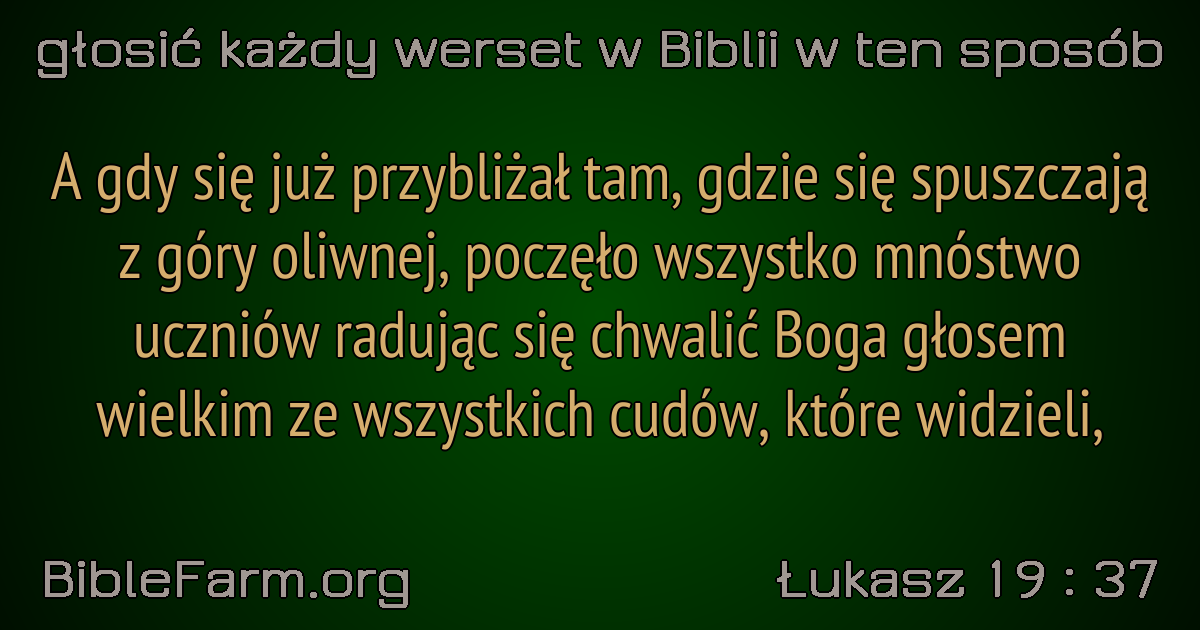 głosić każdy werset w Biblii w ten sposób
A gdy się już przybliżał tam, gdzie się spuszczają
z góry oliwnej, poczęło wszystko mnóstwo
uczniów radując się chwalić Boga głosem
wielkim ze wszystkich cudów, które widzieli,
BibleFarm.org
Łukasz 19 : 37